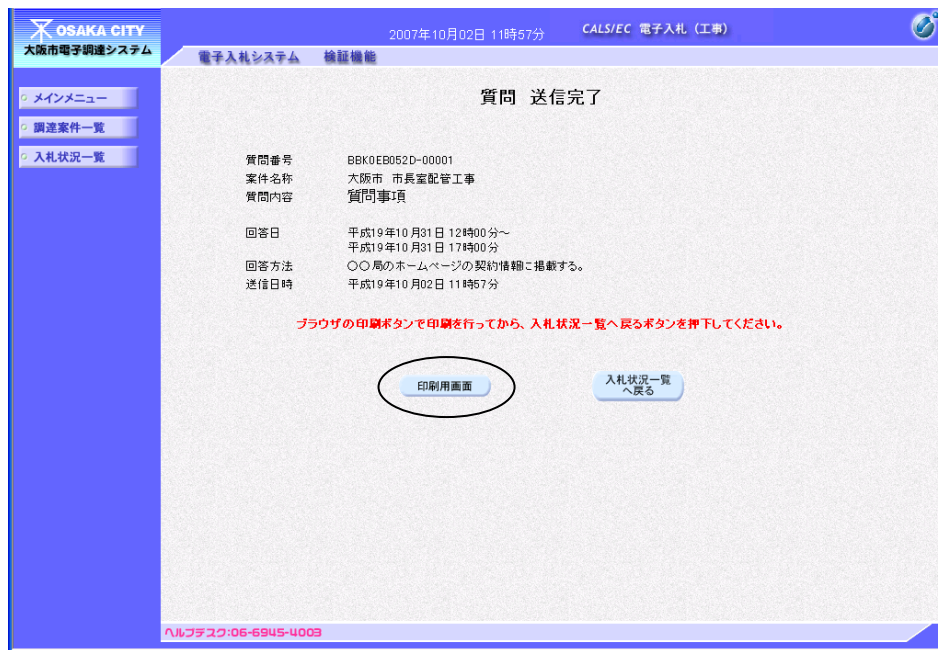 OSAKA CITY
大阪市電子調達システム
2007年10月02日 11時57分
CALS/EC 電子入札（工事）
電子入札システム 検証機能
メインメニュー
調達案件一覧
入札状況一覧
質問 送信完了
質問番号 BBK0EB052D-00001
案件名称 大阪市 市長室配管工事
質問内容 質問事項
回答日 平成19年10月31日 12時00分～
平成19年10月31日 17時00分
回答方法 〇〇局のホームページの契約情報に掲載する。
送信日時 平成19年10月02日 11時57分
ブラウザの印刷ボタンで印刷を行ってから、入札状況一覧へ戻るボタンを押下してください。
印刷用画面
入札状況一覧
へ戻る
ヘルプデスク:06-6945-4003